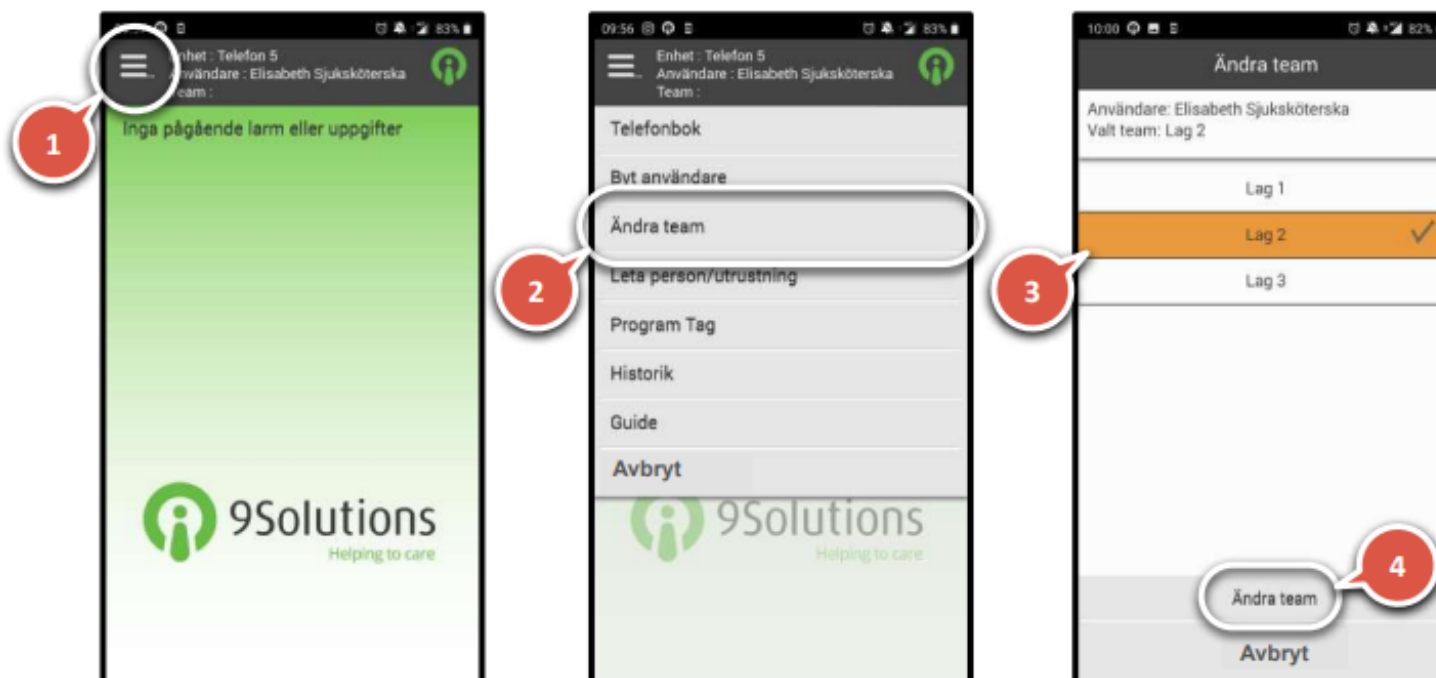 83%
Enhet : Telefon 5
Användare : Elisabeth Sjuksköterska
Team :
1
Inga pågående larm eller uppgifter
9Solutions
Helping to care
09:56
83%
Enhet : Telefon 5
Användare : Elisabeth Sjuksköterska
Team :
Telefonbok
Byt användare
Ändra team
2
Leta person/utrustning
Program Tag
Historik
Guide
Avbryt
9Solutions
Helping to care
10:00
82%
Ändra team
Användare: Elisabeth Sjuksköterska
Valt team: Lag 2
Lag 1
Lag 2
3
Lag 3
4
Ändra team
Avbryt